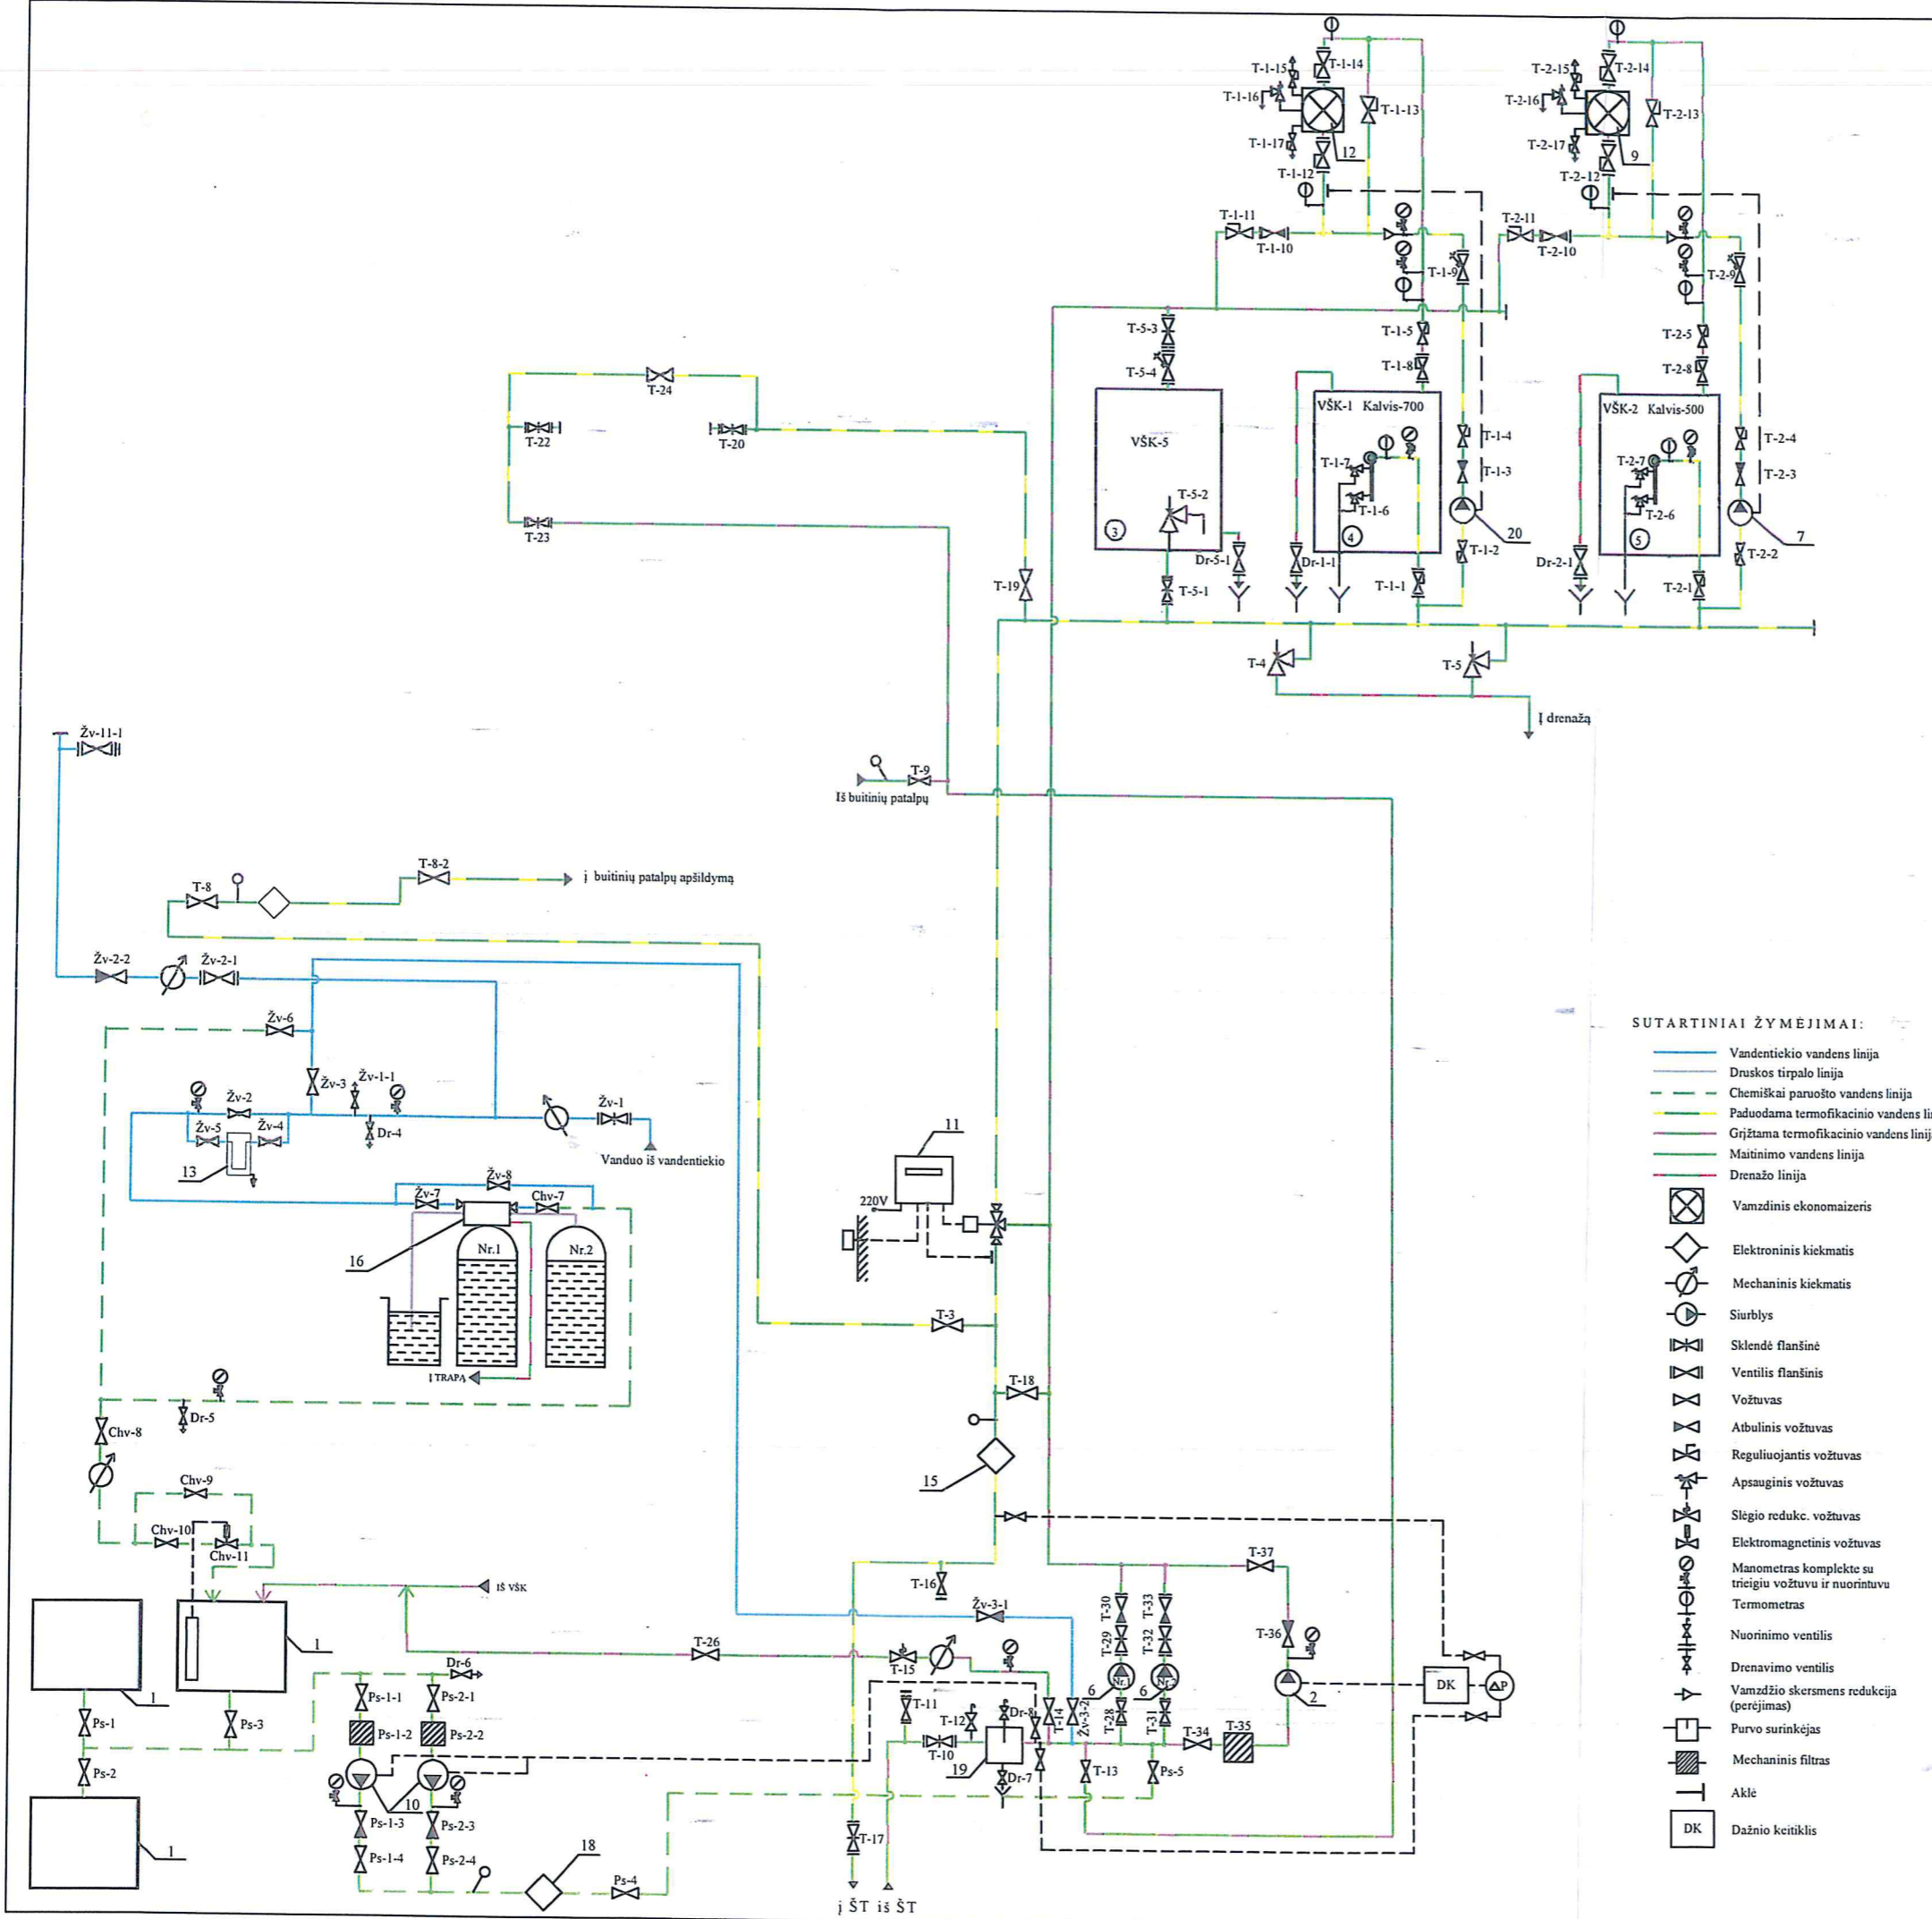 T-1-15
T-1-14
T-1-16
T-1-13
T-1-17
12
T-1-12
T-2-15
T-2-14
T-2-16
T-2-13
T-2-17
9
T-2-12
T-1-11
T-1-10
T-1-9
T-2-11
T-2-10
T-2-9
T-5-3
T-5-4
T-1-5
T-1-8
T-2-5
T-2-8
T-24
T-22
T-20
T-23
T-19
VŠK-5
T-5-2
3
Dr-5-1
T-5-1
VŠK-1 Kalvis-700
T-1-7
T-1-6
4
Dr-1-1
T-1-1
T-1-4
T-1-3
20
T-1-2
VŠK-2 Kalvis-500
T-2-7
T-2-6
5
Dr-2-1
T-2-1
T-2-4
T-2-3
7
T-2-2
T-4
T-5
Į drenažą
Žv-11-1
T-9
Iš buitinių patalpų
T-8
T-8-2
į buitinių patalpų apšildymą
Žv-2-2
Žv-2-1
Žv-6
Žv-3
Žv-1-1
Žv-2
Žv-5
Žv-4
Dr-4
Žv-1
13
Vanduo iš vandentiekio
Žv-8
Žv-7
Chv-7
16
Nr.1
Nr.2
Į TRAPĄ
11
220V
T-3
T-18
15
Dr-5
Chv-8
Chv-9
Chv-10
Chv-11
IŠ VŠK
1
1
1
Ps-1
Ps-2
Ps-3
T-26
T-16
Žv-3-1
T-15
Dr-6
Ps-1-1
Ps-2-1
Ps-1-2
Ps-2-2
10
Ps-1-3
Ps-2-3
Ps-1-4
Ps-2-4
18
Ps-4
T-11
T-12
T-10
Dr-8
19
Dr-7
T-14
Žv-3-2
T-13
T-30
T-29
6
Nr.1
T-28
T-33
T-32
6
Nr.2
T-31
Ps-5
T-34
T-35
T-37
T-36
2
DK
ΔP
T-17
į ŠT iš ŠT
SUTARTINIAI ŽYMĖJIMAI:
Vandentiekio vandens linija
Druskos tirpalo linija
Chemiškai paruošto vandens linija
Paduodama termofikacinio vandens lin
Grįžtama termofikacinio vandens linij
Maitinimo vandens linija
Drenažo linija
Vamzdinis ekonomaizeris
Elektroninis kiekmatis
Mechaninis kiekmatis
Siurblys
Sklendė flanšinė
Ventilis flanšinis
Vožtuvas
Atbulinis vožtuvas
Reguliuojantis vožtuvas
Apsauginis vožtuvas
Slėgio redukc. vožtuvas
Elektromagnetinis vožtuvas
Manometras komplekte su
trieigiu vožtuvu ir nuorintuvu
Termometras
Nuorinimo ventilis
Drenavimo ventilis
Vamzdžio skersmens redukcija
(perėjimas)
Purvo surinkėjas
Mechaninis filtras
Aklė
DK
Dažnio keitiklis